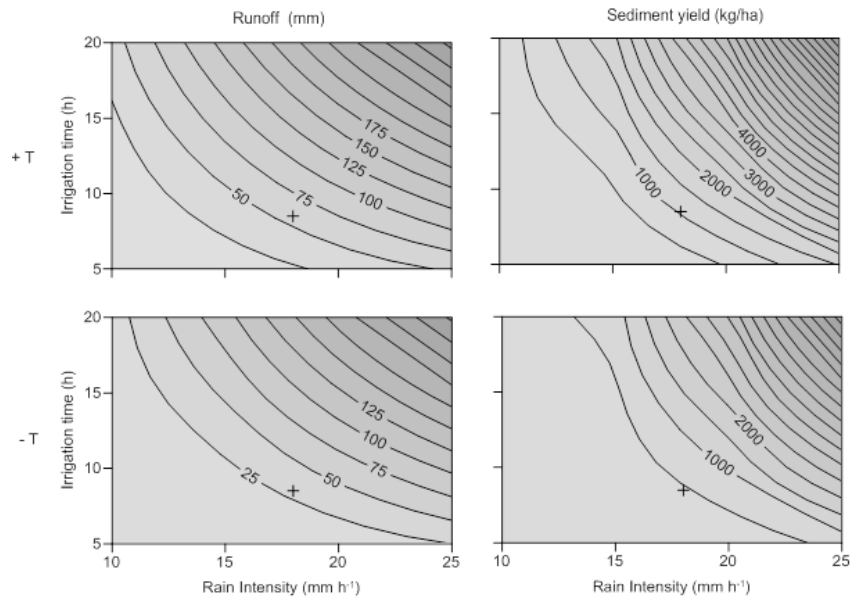 Runoff (mm)
Sediment yield (kg/ha)
+ T
Irrigation time (h)
20
15
10
5
50
75
100
125
150
175
1000
2000
3000
4000
- T
Irrigation time (h)
20
15
10
5
25
50
75
100
125
1000
2000
10 15 20 25
10 15 20 25
Rain Intensity (mm h-1)
Rain Intensity (mm h-1)